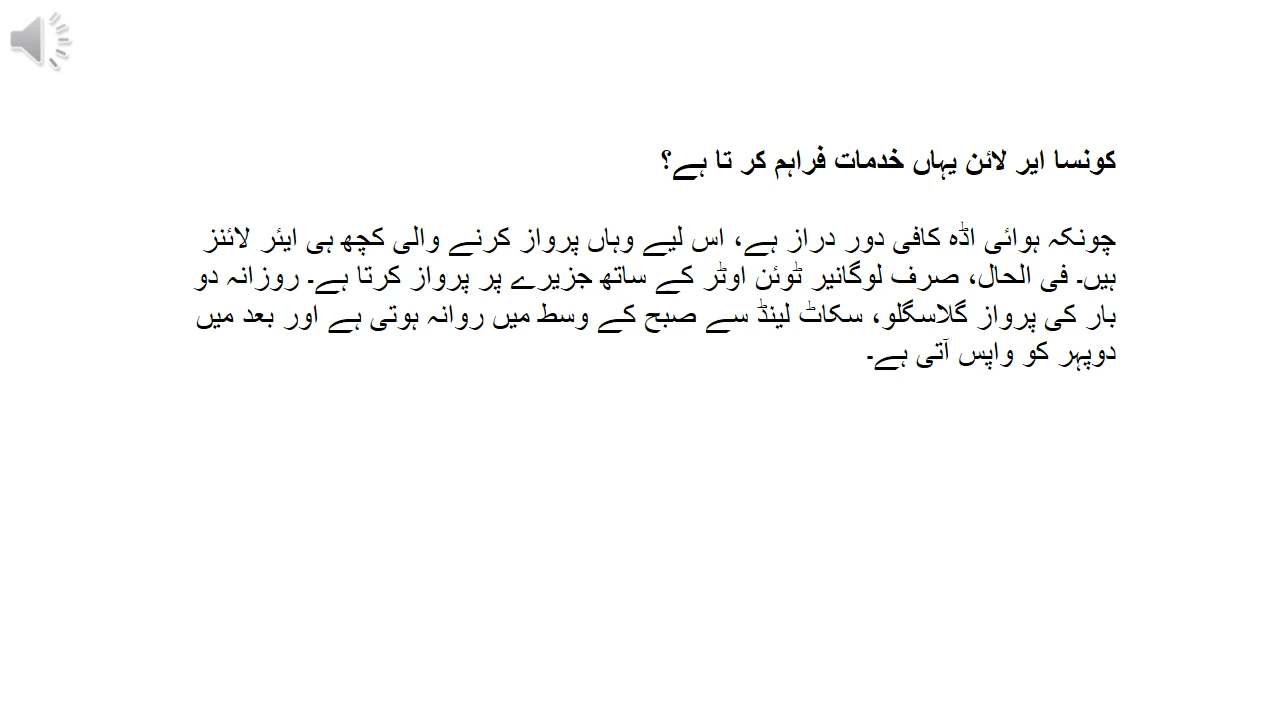 کونسا ایر لائن یہاں خدمات فراہم کر تا ہے؟
چونکہ ہوائی اڈہ کافی دور دراز ہے، اس لیے وہاں پرواز کرنے والی کچھ ہی ایئر لائنز
ہیں۔ فی الحال، صرف لوگانیر ٹوئن اوٹر کے ساتھ جزیرے پر پرواز کرتا ہے۔ روزانہ دو
بار کی پرواز گلاسگلو، سکاٹ لینڈ سے صبح کے وسط میں روانہ ہوتی ہے اور بعد میں
دوپہر کو واپس آتی ہے۔